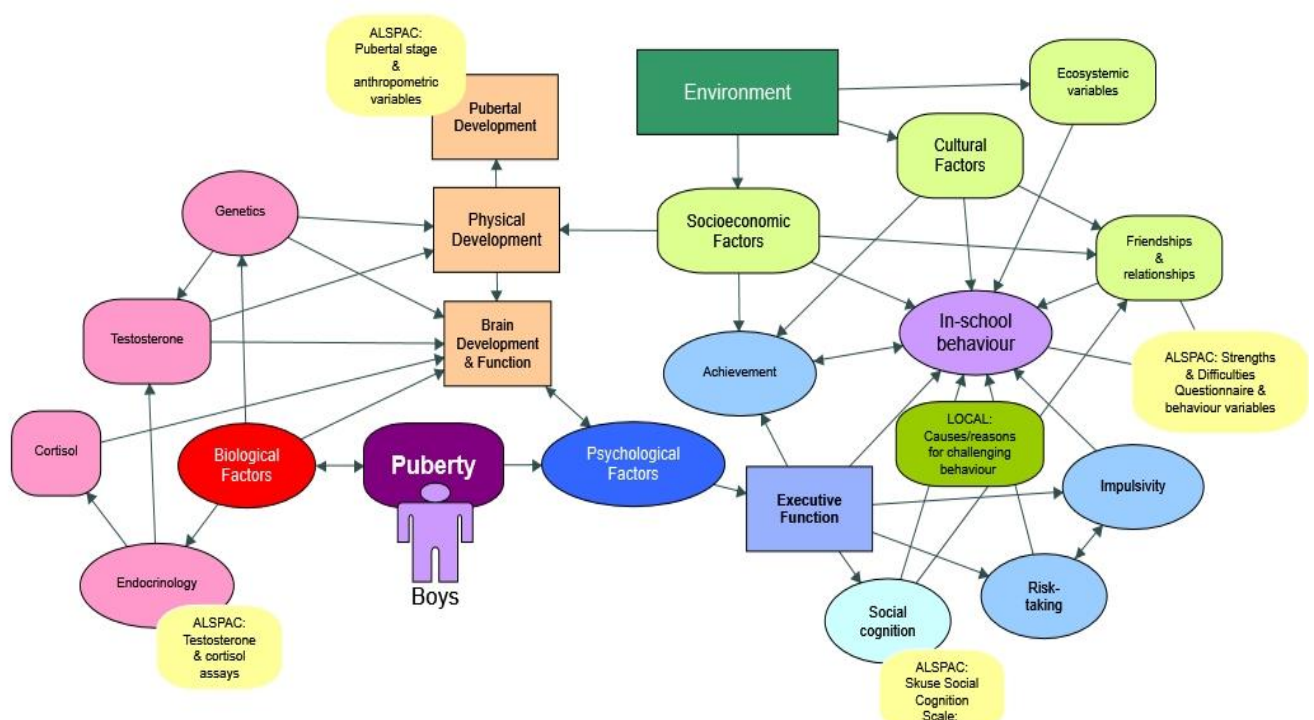 ALSPAC:
Pubertal stage
&
anthropometric
variables
Pubertal
Development
Environment
Ecosystemic
variables
Cultural
Factors
Genetics
Physical
Development
Socioeconomic
Factors
Friendships
&
relationships
Testosterone
Brain
Development
& Function
In-school
behaviour
Achievement
ALSPAC: Strengths
& Difficulties
Questionnaire &
behaviour variables
LOCAL:
Causes/reasons
for challenging
behaviour
Cortisol
Biological
Factors
Puberty
Psychological
Factors
Executive
Function
Impulsivity
Endocrinology
Boys
Risk-
taking
Social
cognition
ALSPAC:
Testosterone
& cortisol
assays
ALSPAC:
Skuse Social
Cognition
Scale: